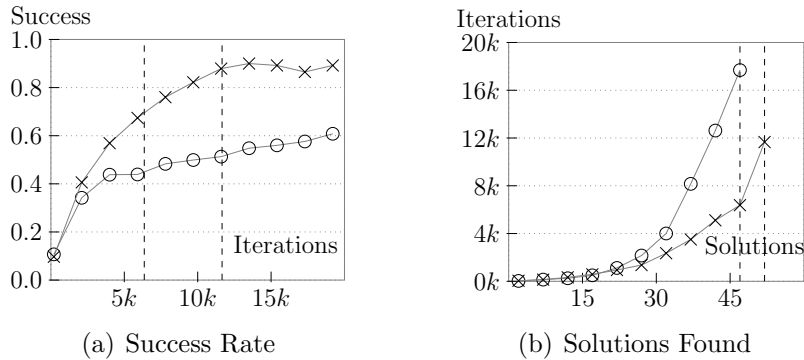 Success
1.0
0.8
0.6
0.4
0.2
0.0
5k
10k
15k
Iterations
(a) Success Rate
Iterations
20k
16k
12k
8k
4k
0k
15
30
45
Solutions
(b) Solutions Found